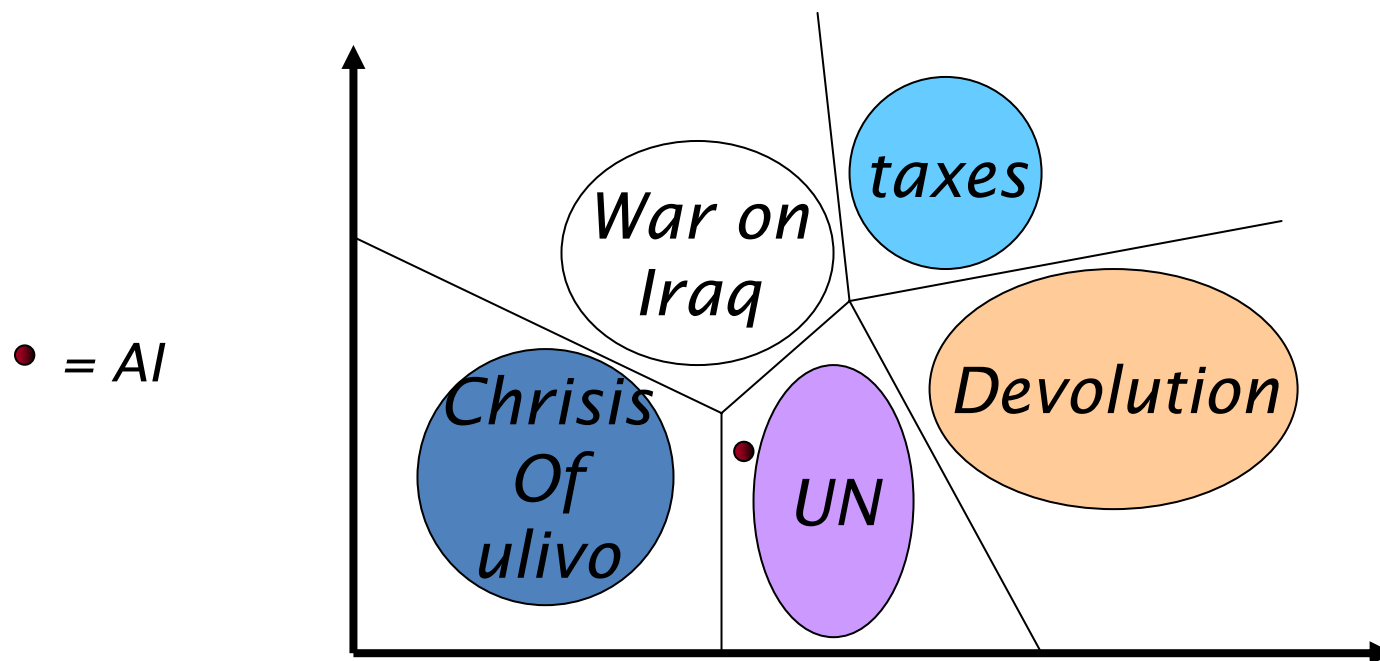 taxes
War on
Iraq
= AI
Chrisis
Of
ulivo
Devolution
UN